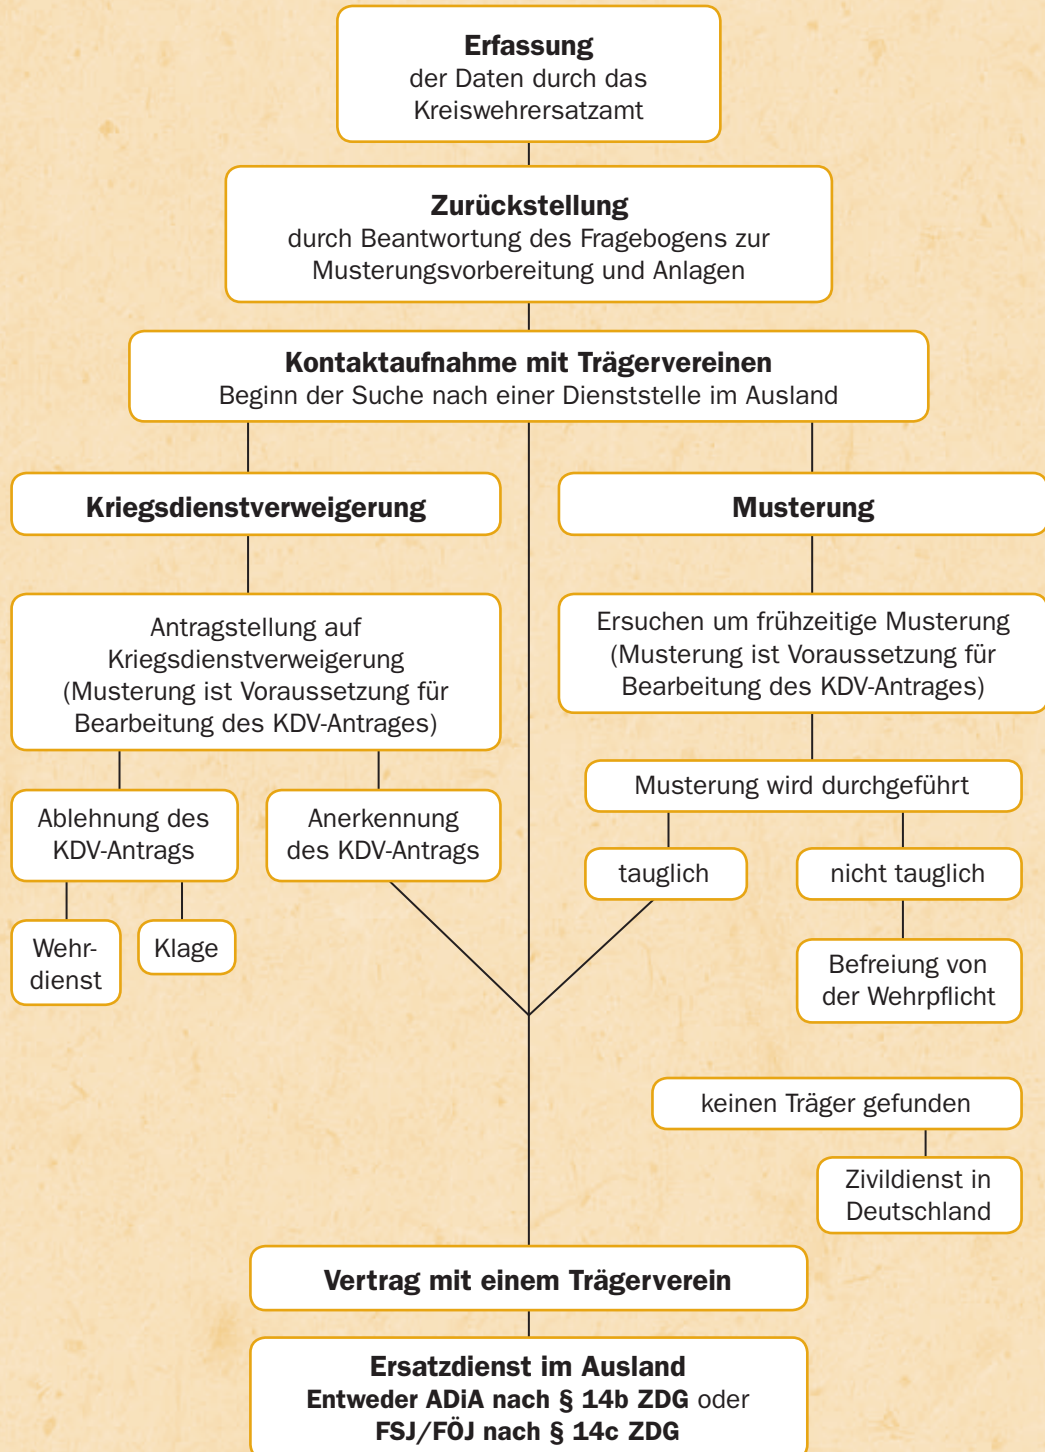 Erfassung
der Daten durch das
Kreiswehrersatzamt
Zurückstellung
durch Beantwortung des Fragebogens zur
Musterungsvorbereitung und Anlagen
Kontaktaufnahme mit Trägervereinen
Beginn der Suche nach einer Dienststelle im Ausland
Kriegsdienstverweigerung
Antragstellung auf
Kriegsdienstverweigerung
(Musterung ist Voraussetzung für
Bearbeitung des KDV-Antrages)
Ablehnung des
KDV-Antrags
Anerkennung
des KDV-Antrags
Wehr-
dienst
Klage
Musterung
Ersuchen um frühzeitige Musterung
(Musterung ist Voraussetzung für
Bearbeitung des KDV-Antrages)
Musterung wird durchgeführt
tauglich
nicht tauglich
Befreiung von
der Wehrpflicht
keinen Träger gefunden
Zivildienst in
Deutschland
Vertrag mit einem Trägerverein
Ersatzdienst im Ausland
Entweder ADiA nach § 14b ZDG oder
FSJ/FÖJ nach § 14c ZDG